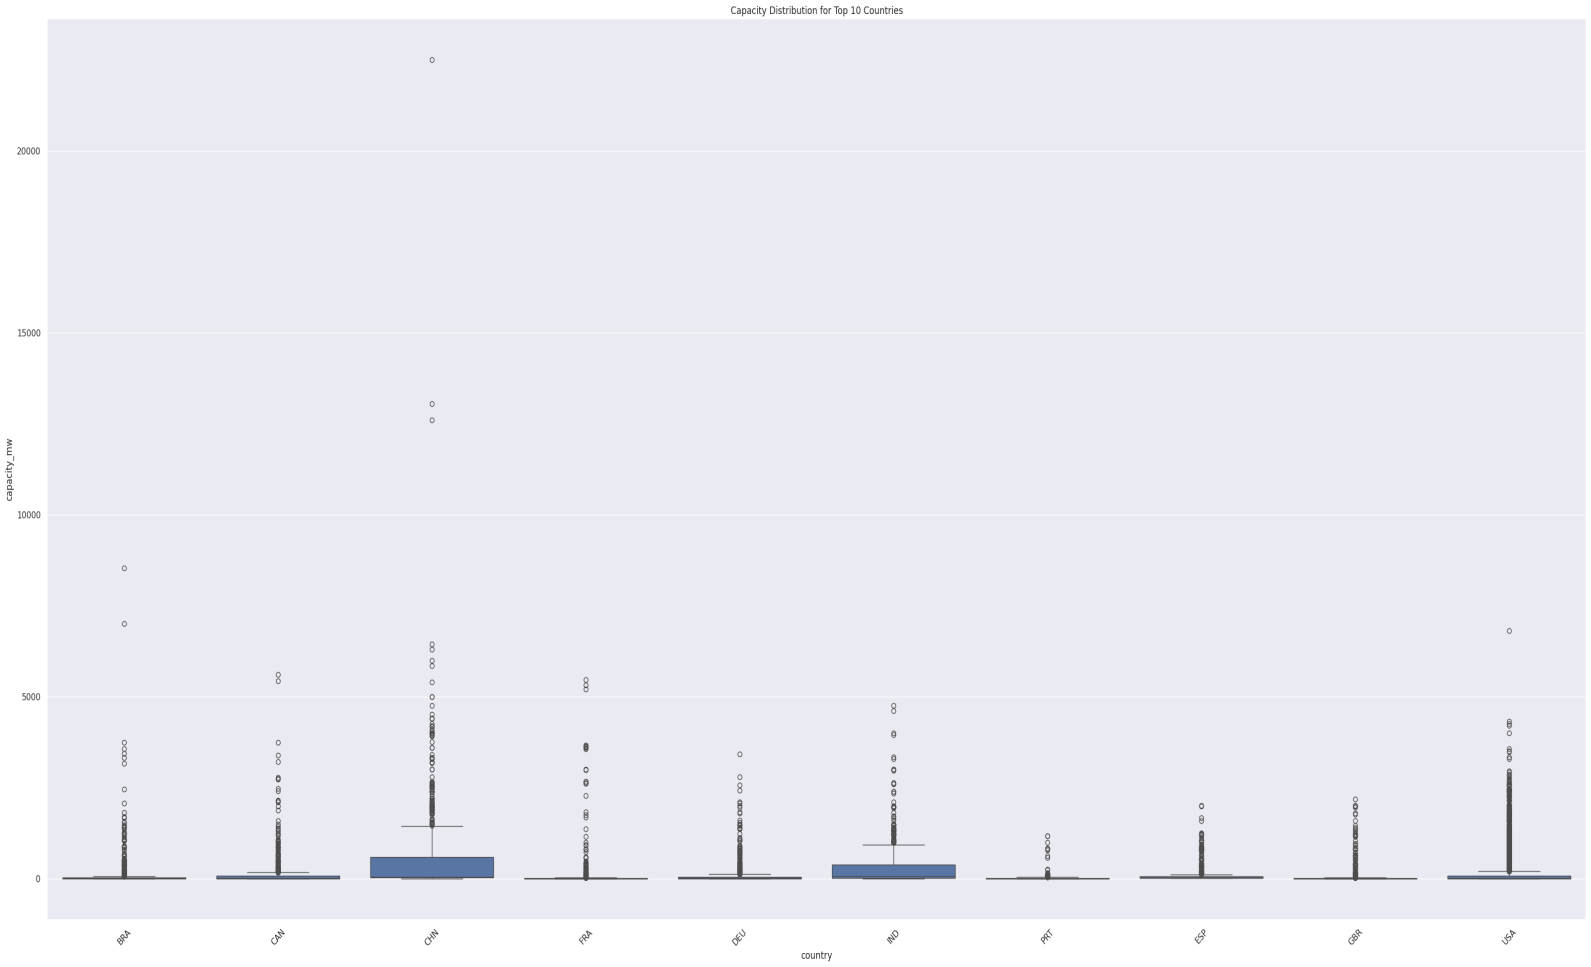 Capacity Distribution for Top 10 Countries
capacity_mw
20000
15000
10000
5000
0
BRA
CAN
CHN
FRA
DEU
IND
PRT
ESP
GBR
USA
country